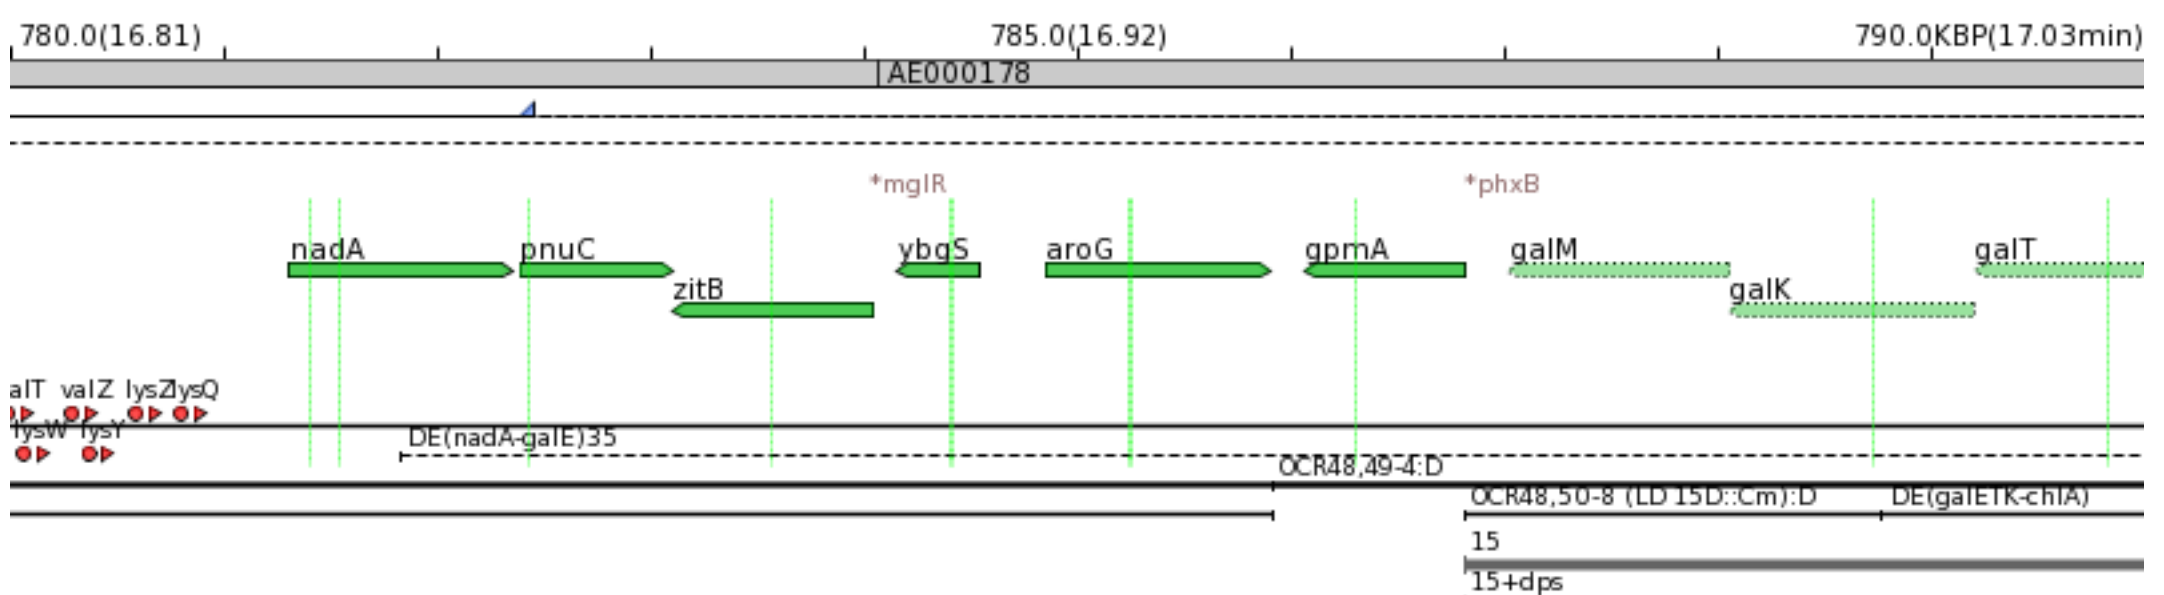 780.0(16.81) 785.0(16.92) 790.0KBP(17.03min)
AE000178
*mglR *phxB
nadA pnuC ybgS aroG gpmA galM galT
zitB galK
alT valZ lysZ lysQ
lysW lysY
DE(nadA-galE)35
OCR48,49-4:D
OCR48,50-8 (LD 15D::Cm):D DE(galETK-chlA)
15
15+dps